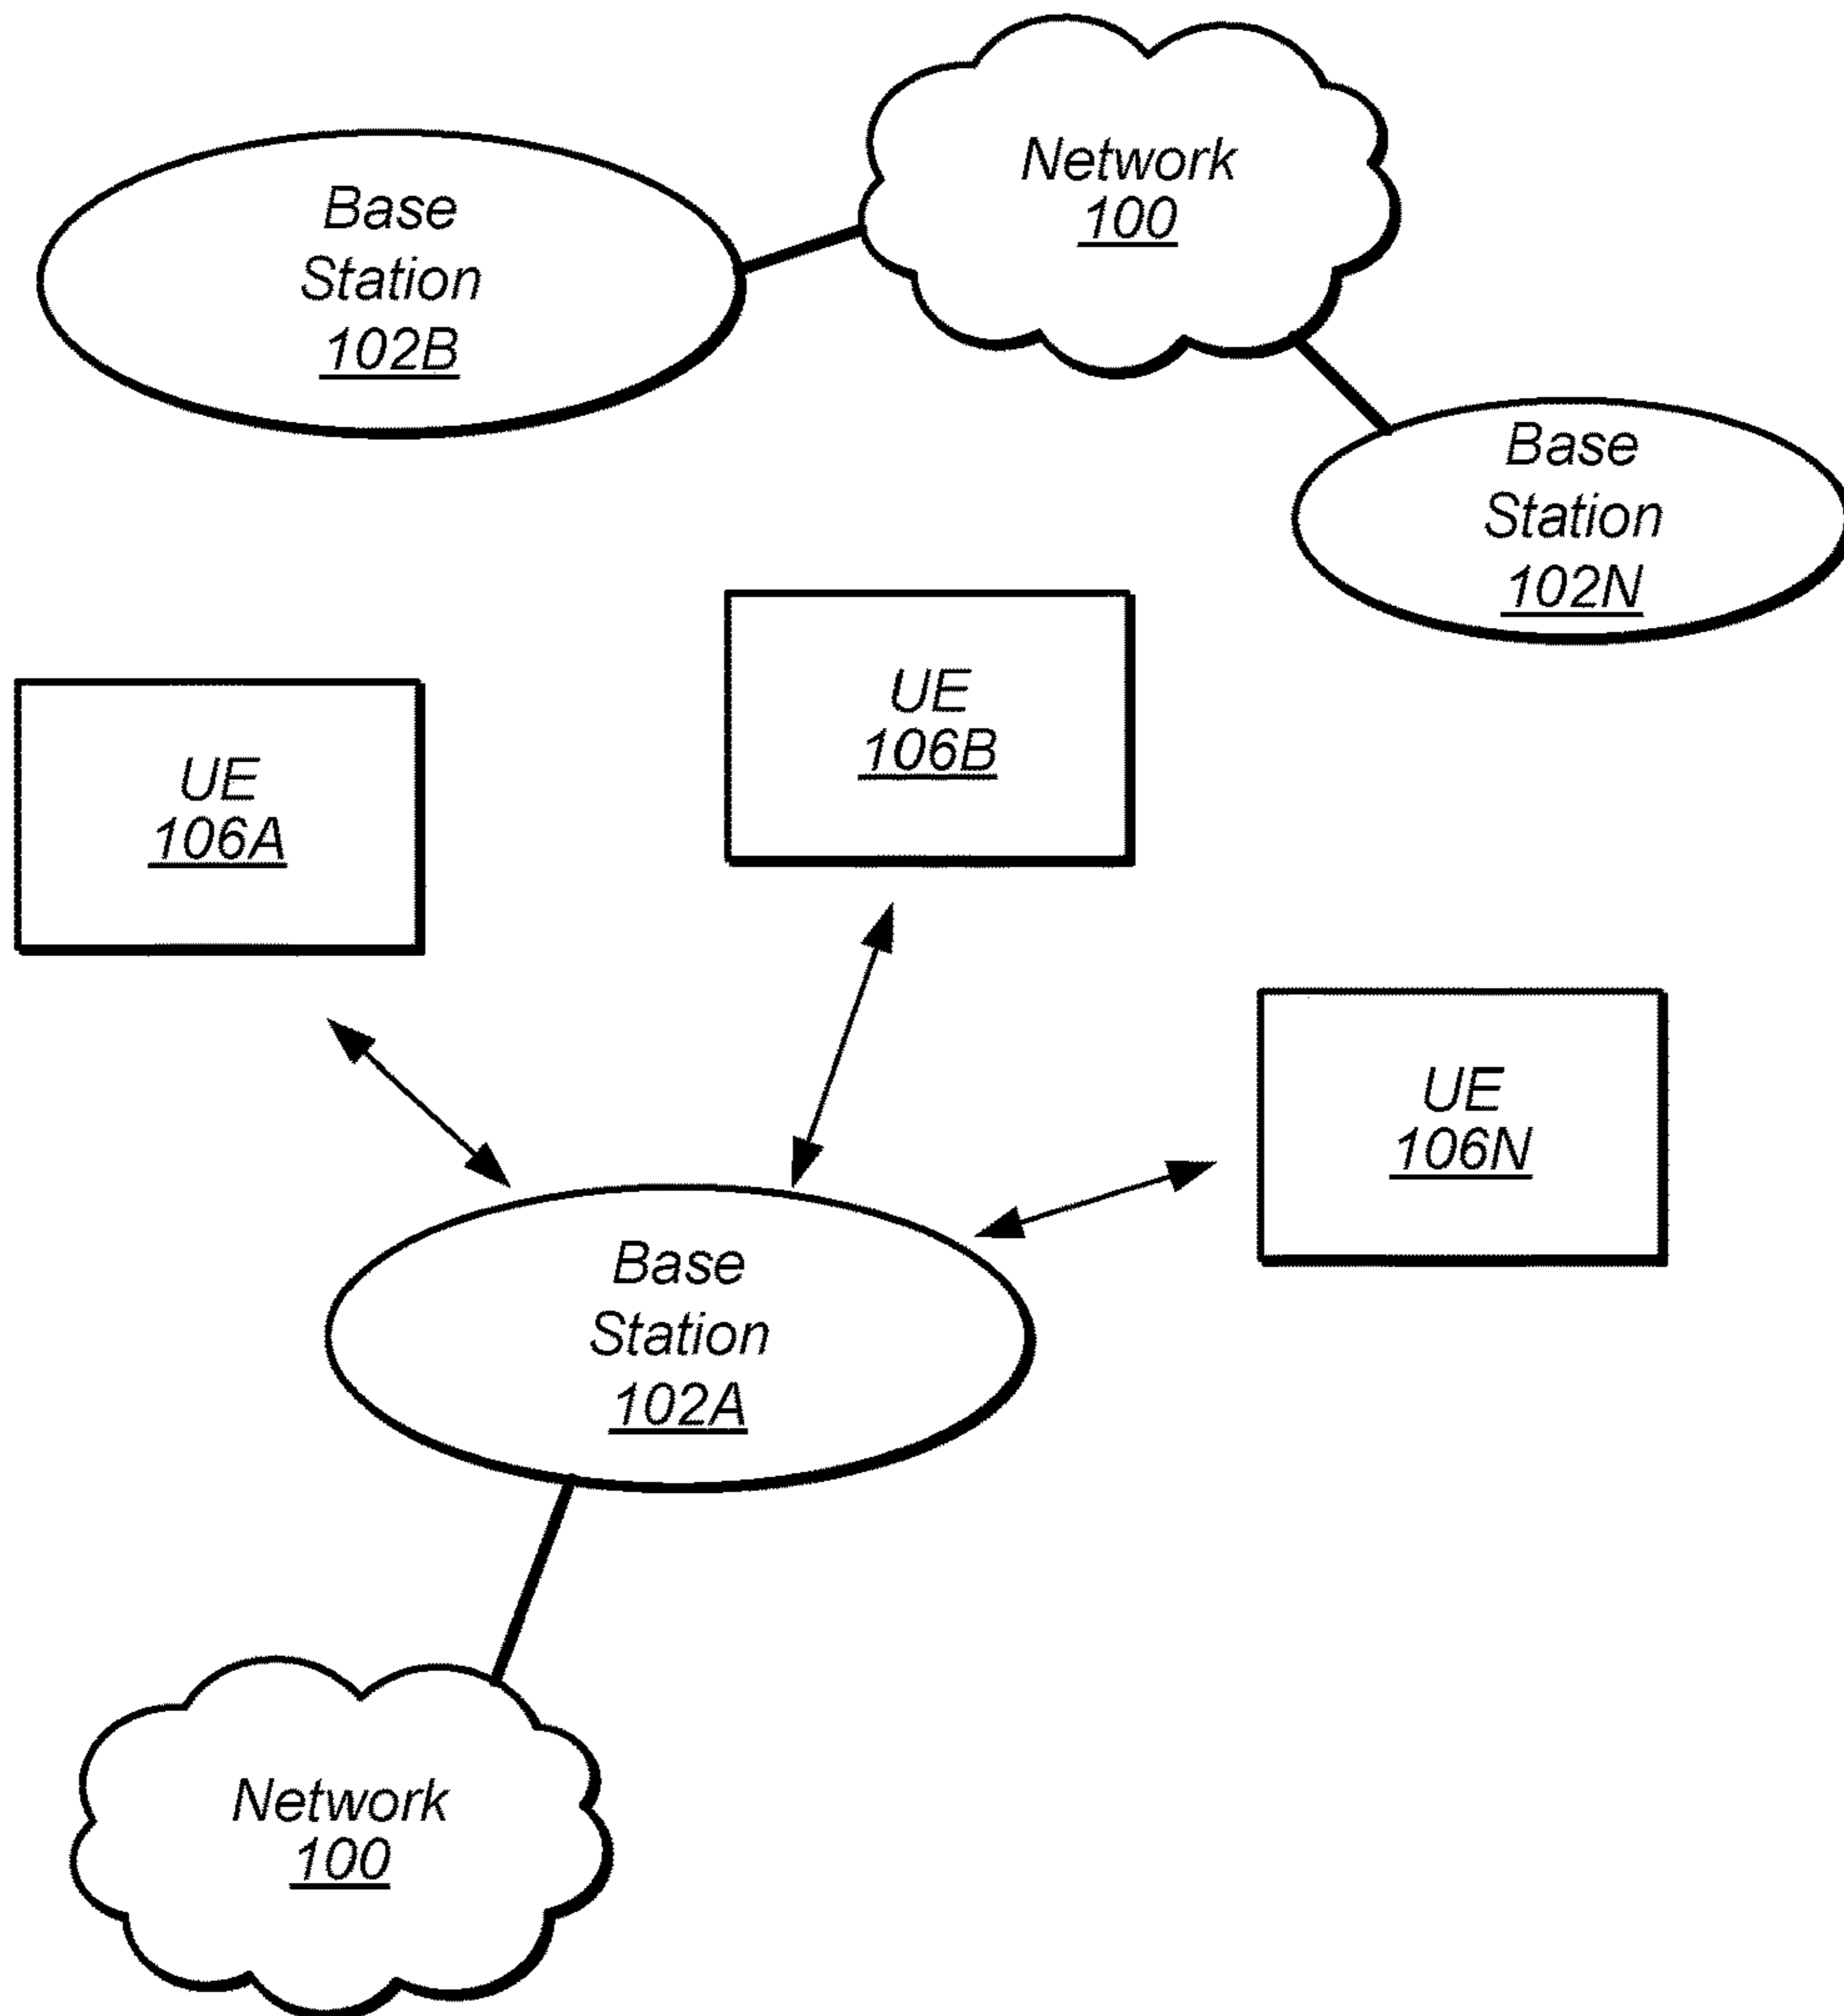 Network
100
Base
Station
102B
Base
Station
102N
UE
106B
UE
106A
UE
106N
Base
Station
102A
Network
100